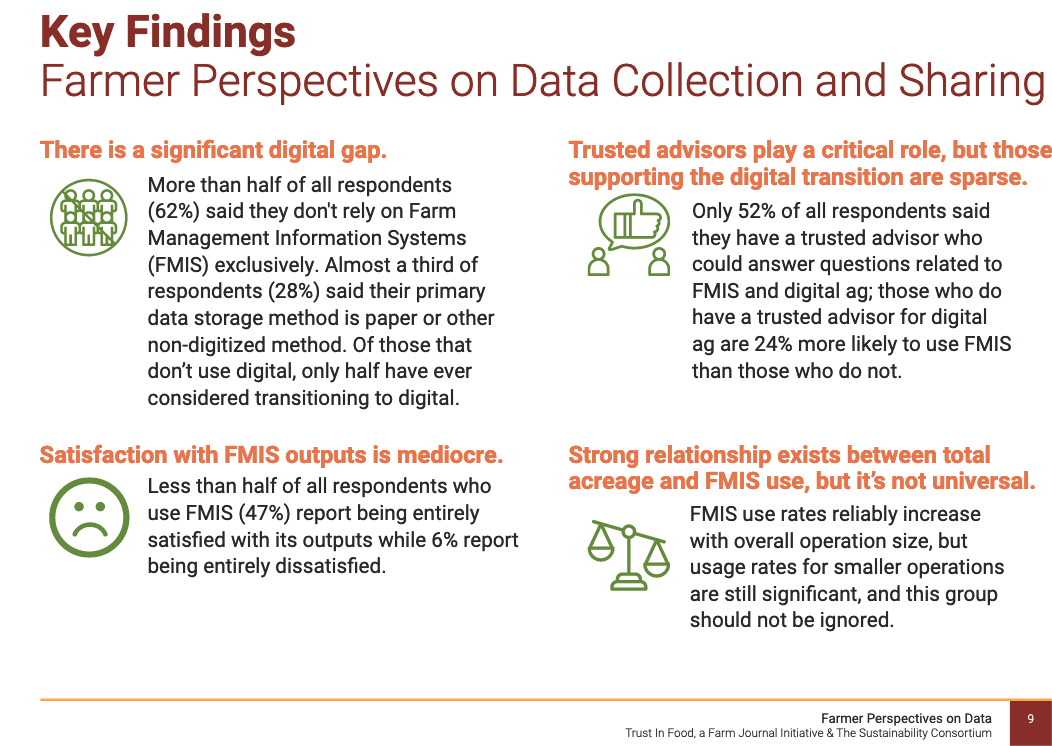 Key Findings
Farmer Perspectives on Data Collection and Sharing
There is a significant digital gap.
More than half of all respondents
(62%) said they don't rely on Farm
Management Information Systems
(FMIS) exclusively. Almost a third of
respondents (28%) said their primary
data storage method is paper or other
non-digitized method. Of those that
don’t use digital, only half have ever
considered transitioning to digital.
Trusted advisors play a critical role, but those
supporting the digital transition are sparse.
Only 52% of all respondents said
they have a trusted advisor who
could answer questions related to
FMIS and digital ag; those who do
have a trusted advisor for digital
ag are 24% more likely to use FMIS
than those who do not.
Satisfaction with FMIS outputs is mediocre.
Less than half of all respondents who
use FMIS (47%) report being entirely
satisfied with its outputs while 6% report
being entirely dissatisfied.
Strong relationship exists between total
acreage and FMIS use, but it’s not universal.
FMIS use rates reliably increase
with overall operation size, but
usage rates for smaller operations
are still significant, and this group
should not be ignored.
Farmer Perspectives on Data
Trust In Food, a Farm Journal Initiative & The Sustainability Consortium
9